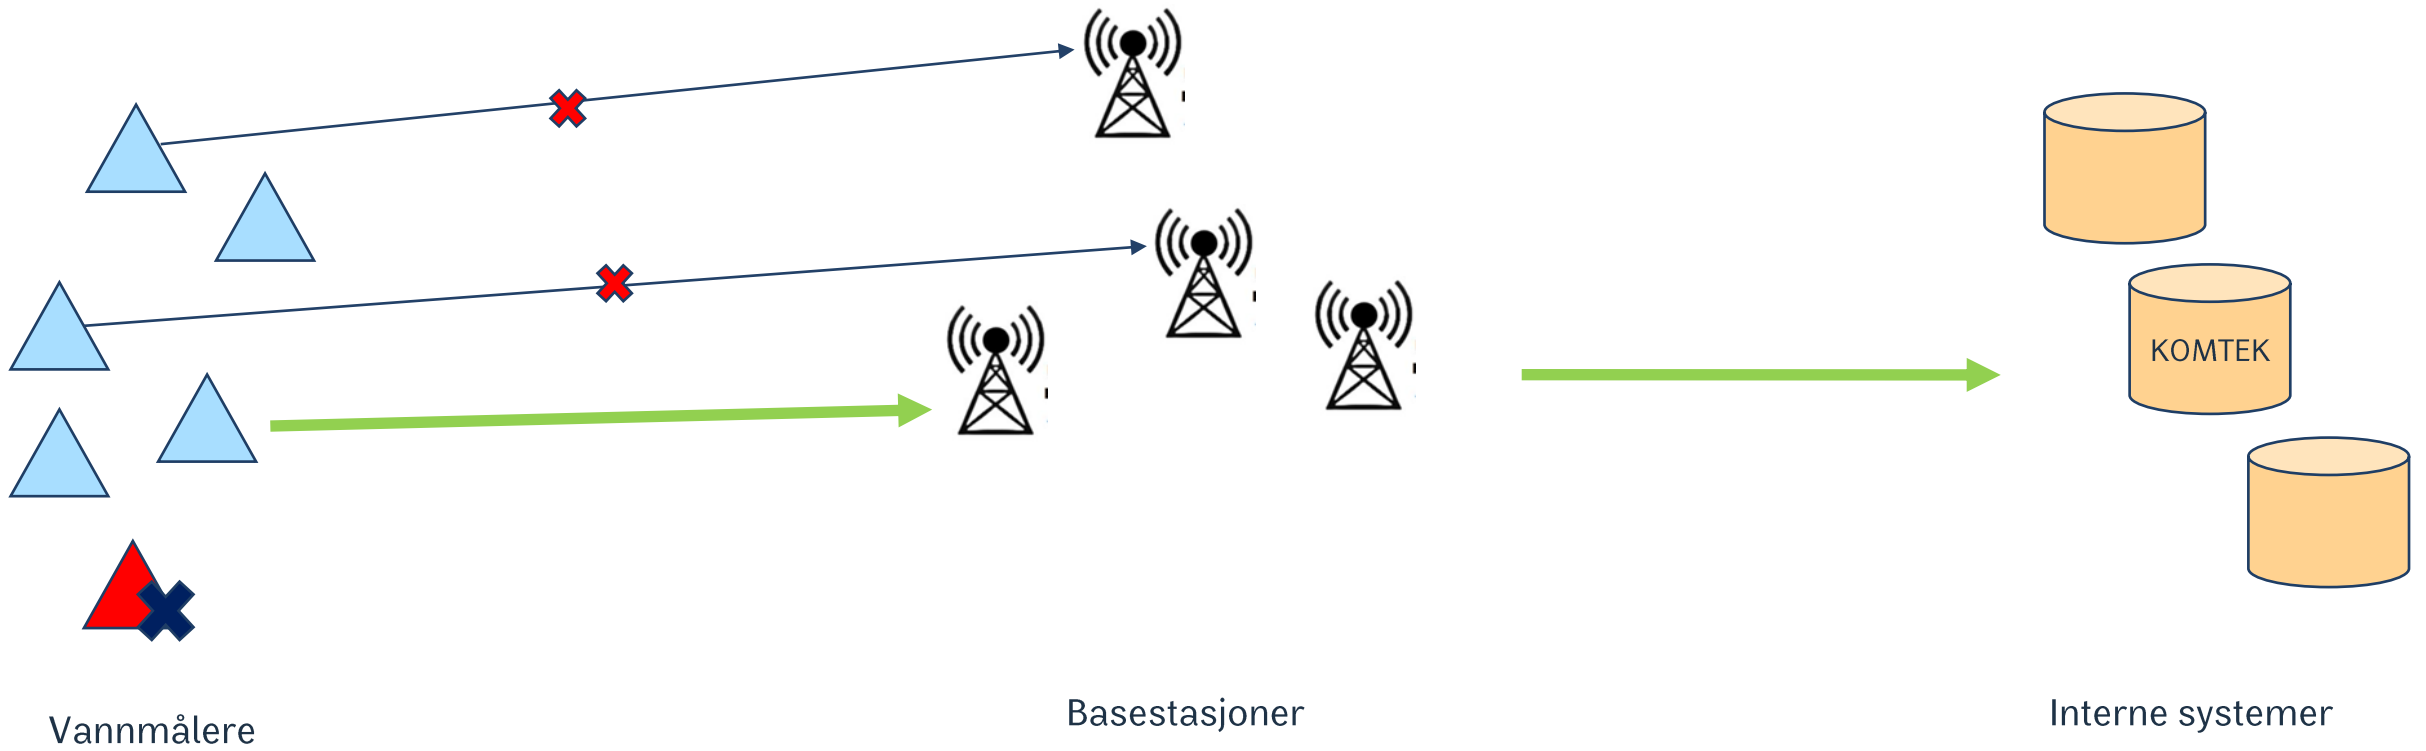 KOMTEK
Vannmålere
Basestasjoner
Interne systemer